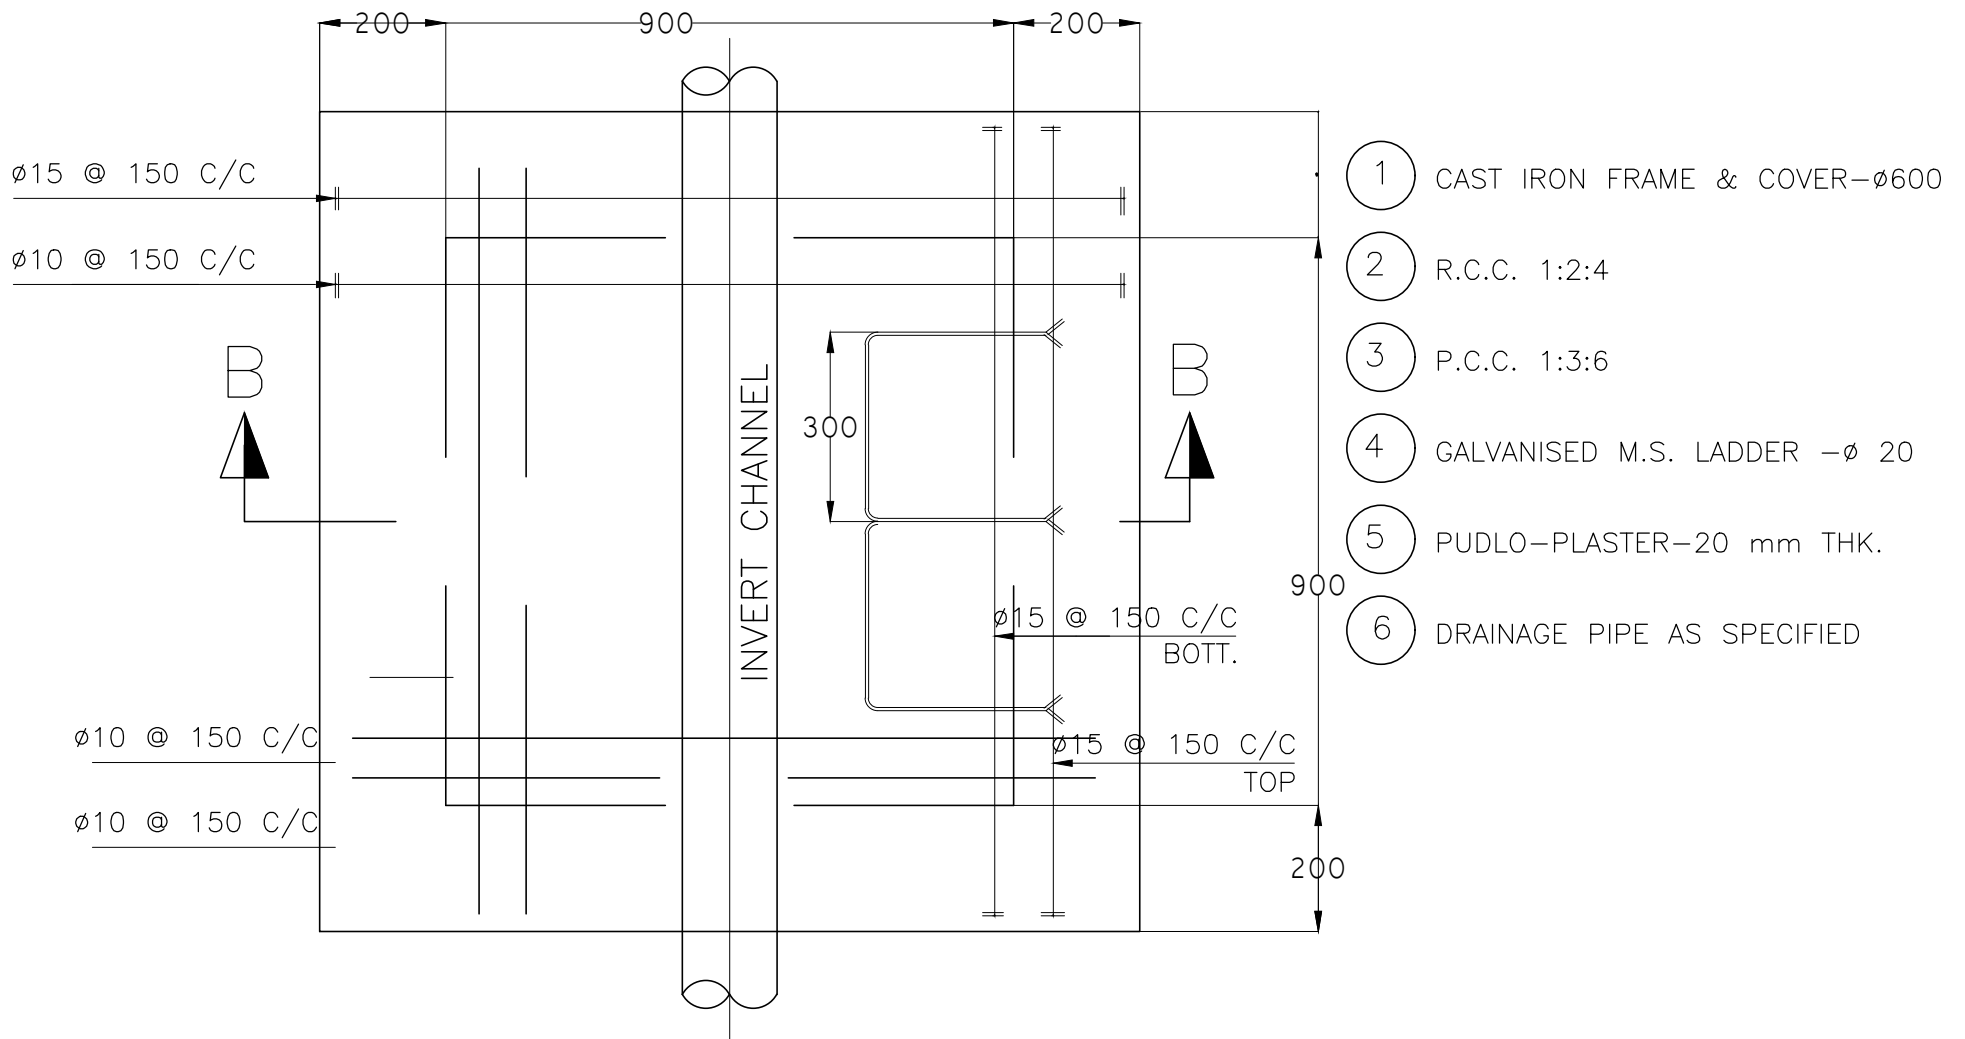 200 900 200
ø15 @ 150 C/C
ø10 @ 150 C/C
B
B
300
INVERT CHANNEL
900
ø15 @ 150 C/C
BOTT.
ø10 @ 150 C/C
ø15 @ 150 C/C
TOP
ø10 @ 150 C/C
200
1 CAST IRON FRAME & COVER-ø600
2 R.C.C. 1:2:4
3 P.C.C. 1:3:6
4 GALVANISED M.S. LADDER -ø 20
5 PUDLO-PLASTER-20 mm THK.
6 DRAINAGE PIPE AS SPECIFIED